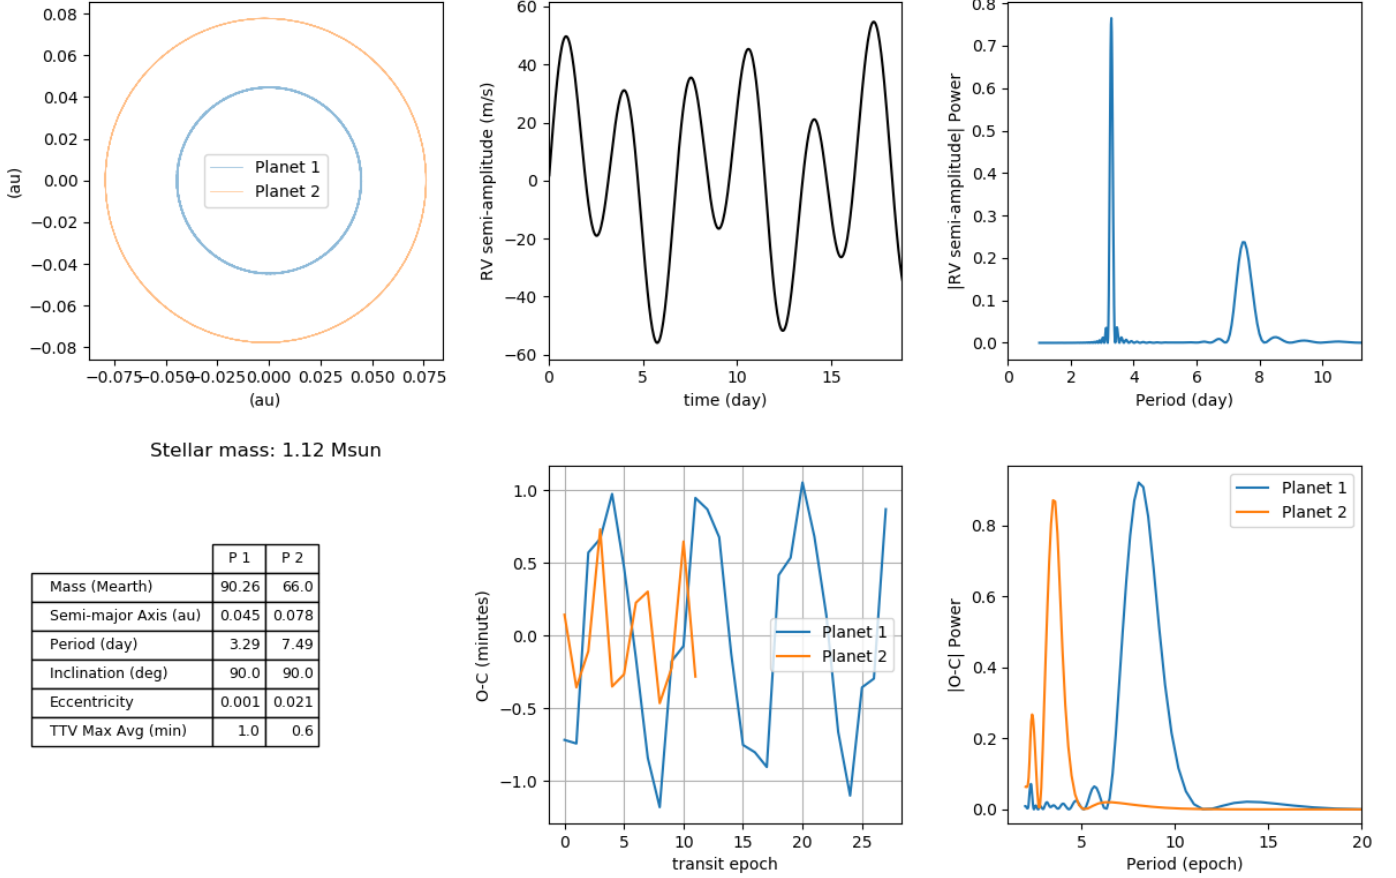 0.08
0.06
0.04
0.02
0.00
−0.02
−0.04
−0.06
−0.08
(au)
Planet 1
Planet 2
−0.075−0.050−0.0250.000 0.025 0.050 0.075
(au)
60
40
20
0
−20
−40
−60
RV semi-amplitude (m/s)
0 5 10 15
time (day)
0.8
0.7
0.6
0.5
0.4
0.3
0.2
0.1
0.0
|RV semi-amplitude| Power
0 2 4 6 8 10
Period (day)
Stellar mass: 1.12 Msun
P 1 P 2
Mass (Mearth) 90.26 66.0
Semi-major Axis (au) 0.045 0.078
Period (day) 3.29 7.49
Inclination (deg) 90.0 90.0
Eccentricity 0.001 0.021
TTV Max Avg (min) 1.0 0.6
1.0
0.5
0.0
−0.5
−1.0
O-C (minutes)
Planet 1
Planet 2
0 5 10 15 20 25
transit epoch
0.8
0.6
0.4
0.2
0.0
|O-C| Power
Planet 1
Planet 2
5 10 15 20
Period (epoch)